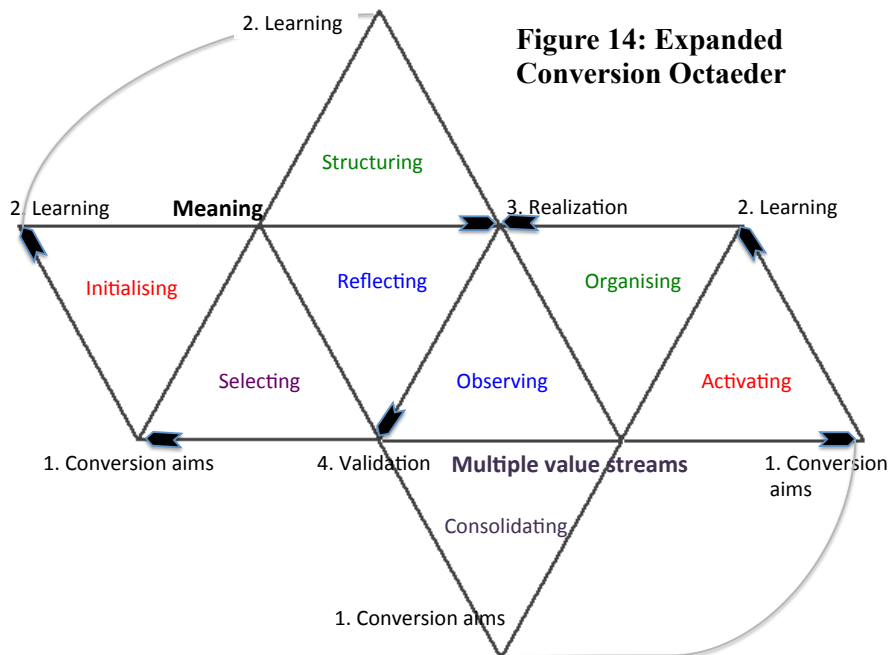 2. Learning
Figure 14: Expanded
Conversion Octaeder
Structuring
2. Learning
Meaning
3. Realization
2. Learning
Initialising
Reflecting
Organising
Selecting
Observing
Activating
1. Conversion aims
4. Validation
Multiple value streams
1. Conversion
aims
Consolidating
1. Conversion aims